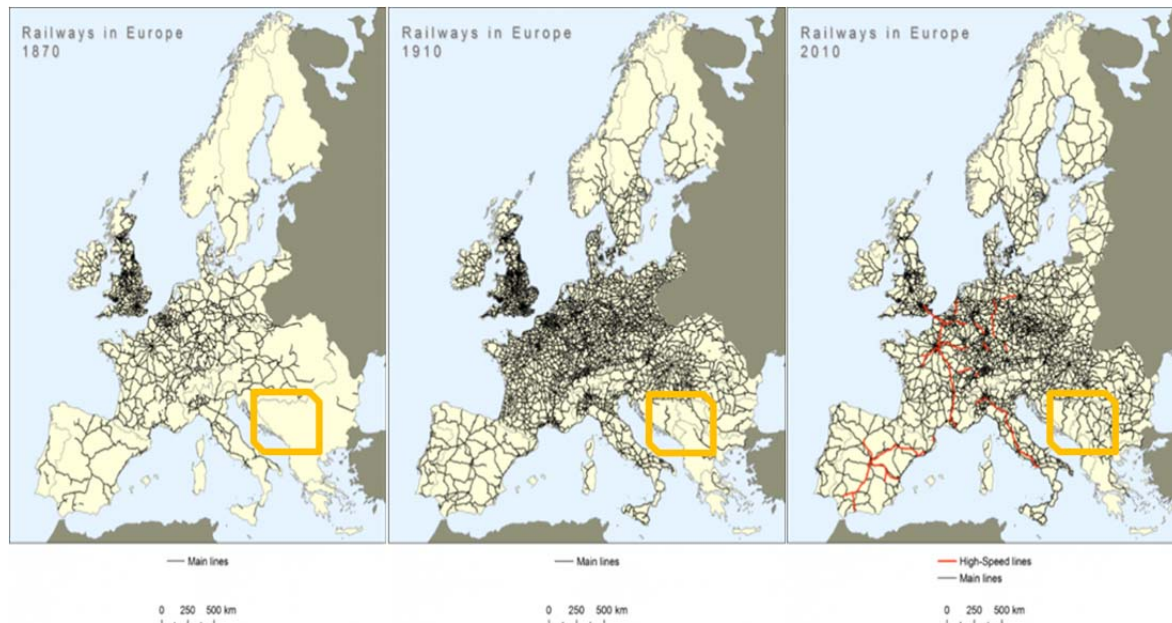 Railways in Europe
1870
Railways in Europe
1910
Railways in Europe
2010
Main lines
0 250 500 km
Main lines
0 250 500 km
High-Speed lines
Main lines
0 250 500 km